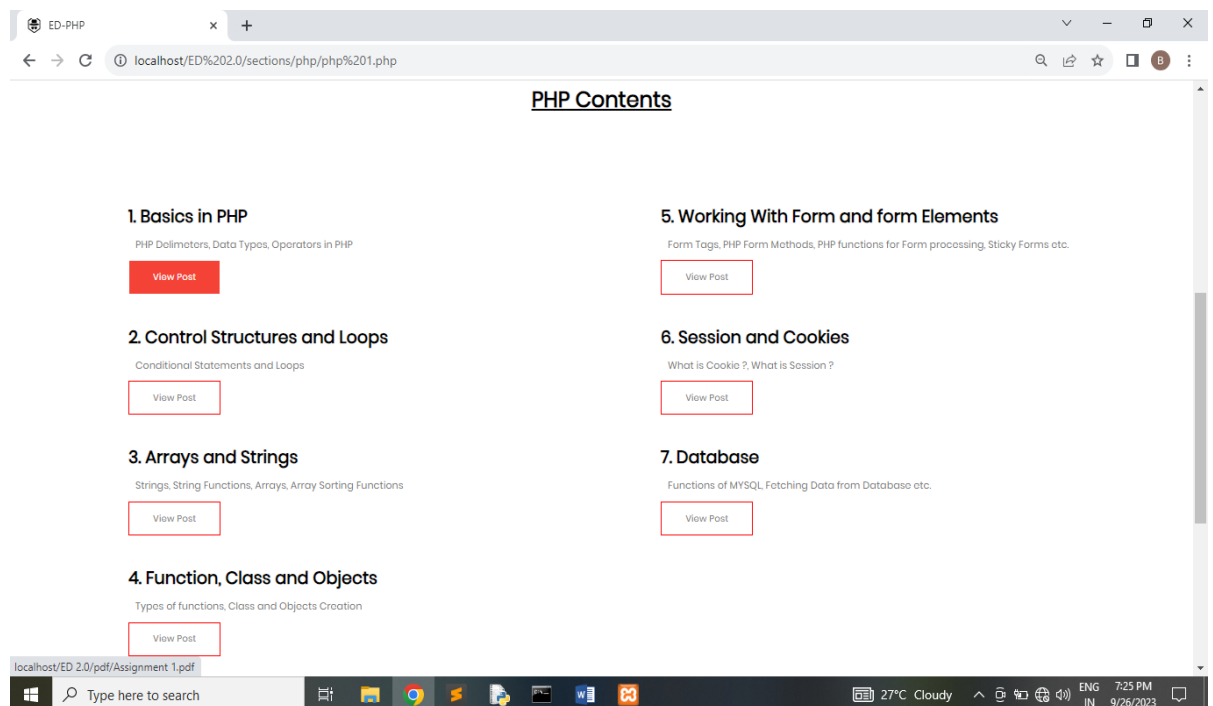 ED-PHP
localhost/ED%202.0/sections/php/php%201.php
B
PHP Contents
1. Basics in PHP
PHP Delimeters, Data Types, Operators in PHP
View Post
2. Control Structures and Loops
Conditional Statements and Loops
View Post
3. Arrays and Strings
Strings, String Functions, Arrays, Array Sorting Functions
View Post
4. Function, Class and Objects
Types of functions, Class and Objects Creation
View Post
5. Working With Form and form Elements
Form Tags, PHP Form Methods, PHP functions for Form processing, Sticky Forms etc.
View Post
6. Session and Cookies
What is Cookie ?, What is Session ?
View Post
7. Database
Functions of MYSQL, Fetching Data from Database etc.
View Post
localhost/ED 2.0/pdf/Assignment 1.pdf
Type here to search
27°C Cloudy
ENG
IN
7:25 PM
9/26/2023